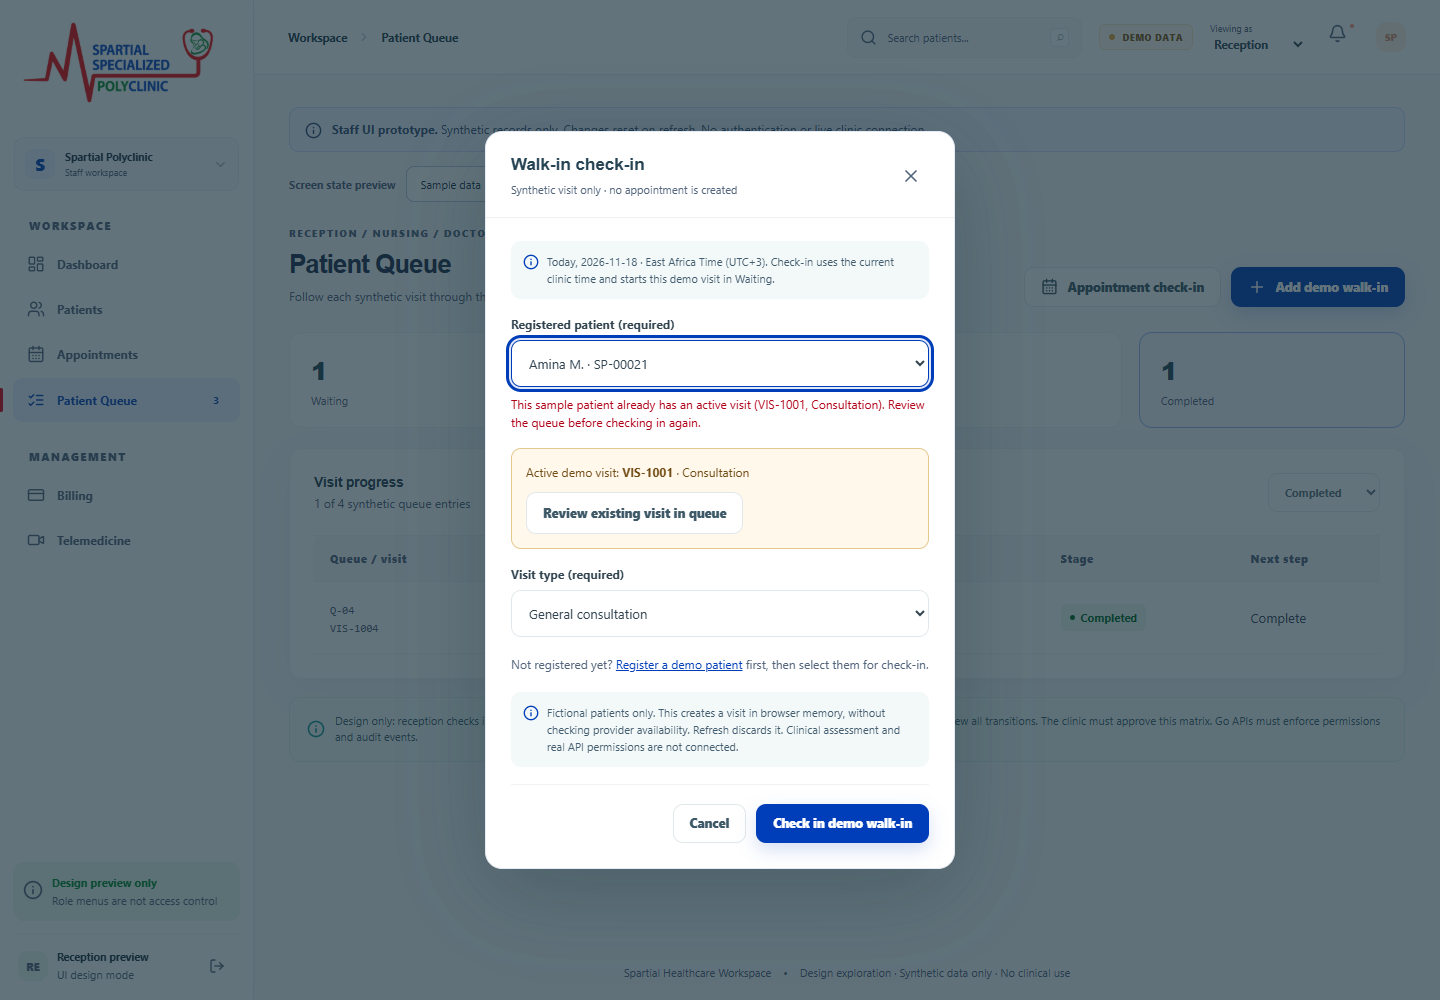 SPARTIAL
SPECIALIZED
POLYCLINIC
S
Spartial Polyclinic
Staff workspace
WORKSPACE
Dashboard
Patients
Appointments
Patient Queue
3
MANAGEMENT
Billing
Telemedicine
Design preview only
Role menus are not access control
RE
Reception preview
UI design mode
Workspace
Patient Queue
Search patients...
DEMO DATA
Viewing as
Reception
SP
Staff UI prototype. Synthetic records only. Changes reset on refresh. No authentication or live clinic connection.
Screen state preview
Sample data
RECEPTION / NURSING / DOCTO
Patient Queue
Follow each synthetic visit through th
Appointment check-in
Add demo walk-in
1
Waiting
1
Completed
Visit progress
1 of 4 synthetic queue entries
Completed
Queue / visit
Stage
Next step
Q-04
VIS-1004
Completed
Complete
Design only: reception checks
ew all transitions. The clinic must approve this matrix. Go APIs must enforce permissions
and audit events.
Walk-in check-in
Synthetic visit only · no appointment is created
Today, 2026-11-18 · East Africa Time (UTC+3). Check-in uses the current
clinic time and starts this demo visit in Waiting.
Registered patient (required)
Amina M. · SP-00021
This sample patient already has an active visit (VIS-1001, Consultation). Review
the queue before checking in again.
Active demo visit: VIS-1001 · Consultation
Review existing visit in queue
Visit type (required)
General consultation
Not registered yet? Register a demo patient first, then select them for check-in.
Fictional patients only. This creates a visit in browser memory, without
checking provider availability. Refresh discards it. Clinical assessment and
real API permissions are not connected.
Cancel
Check in demo walk-in
Spartial Healthcare Workspace • Design exploration · Synthetic data only · No clinical use